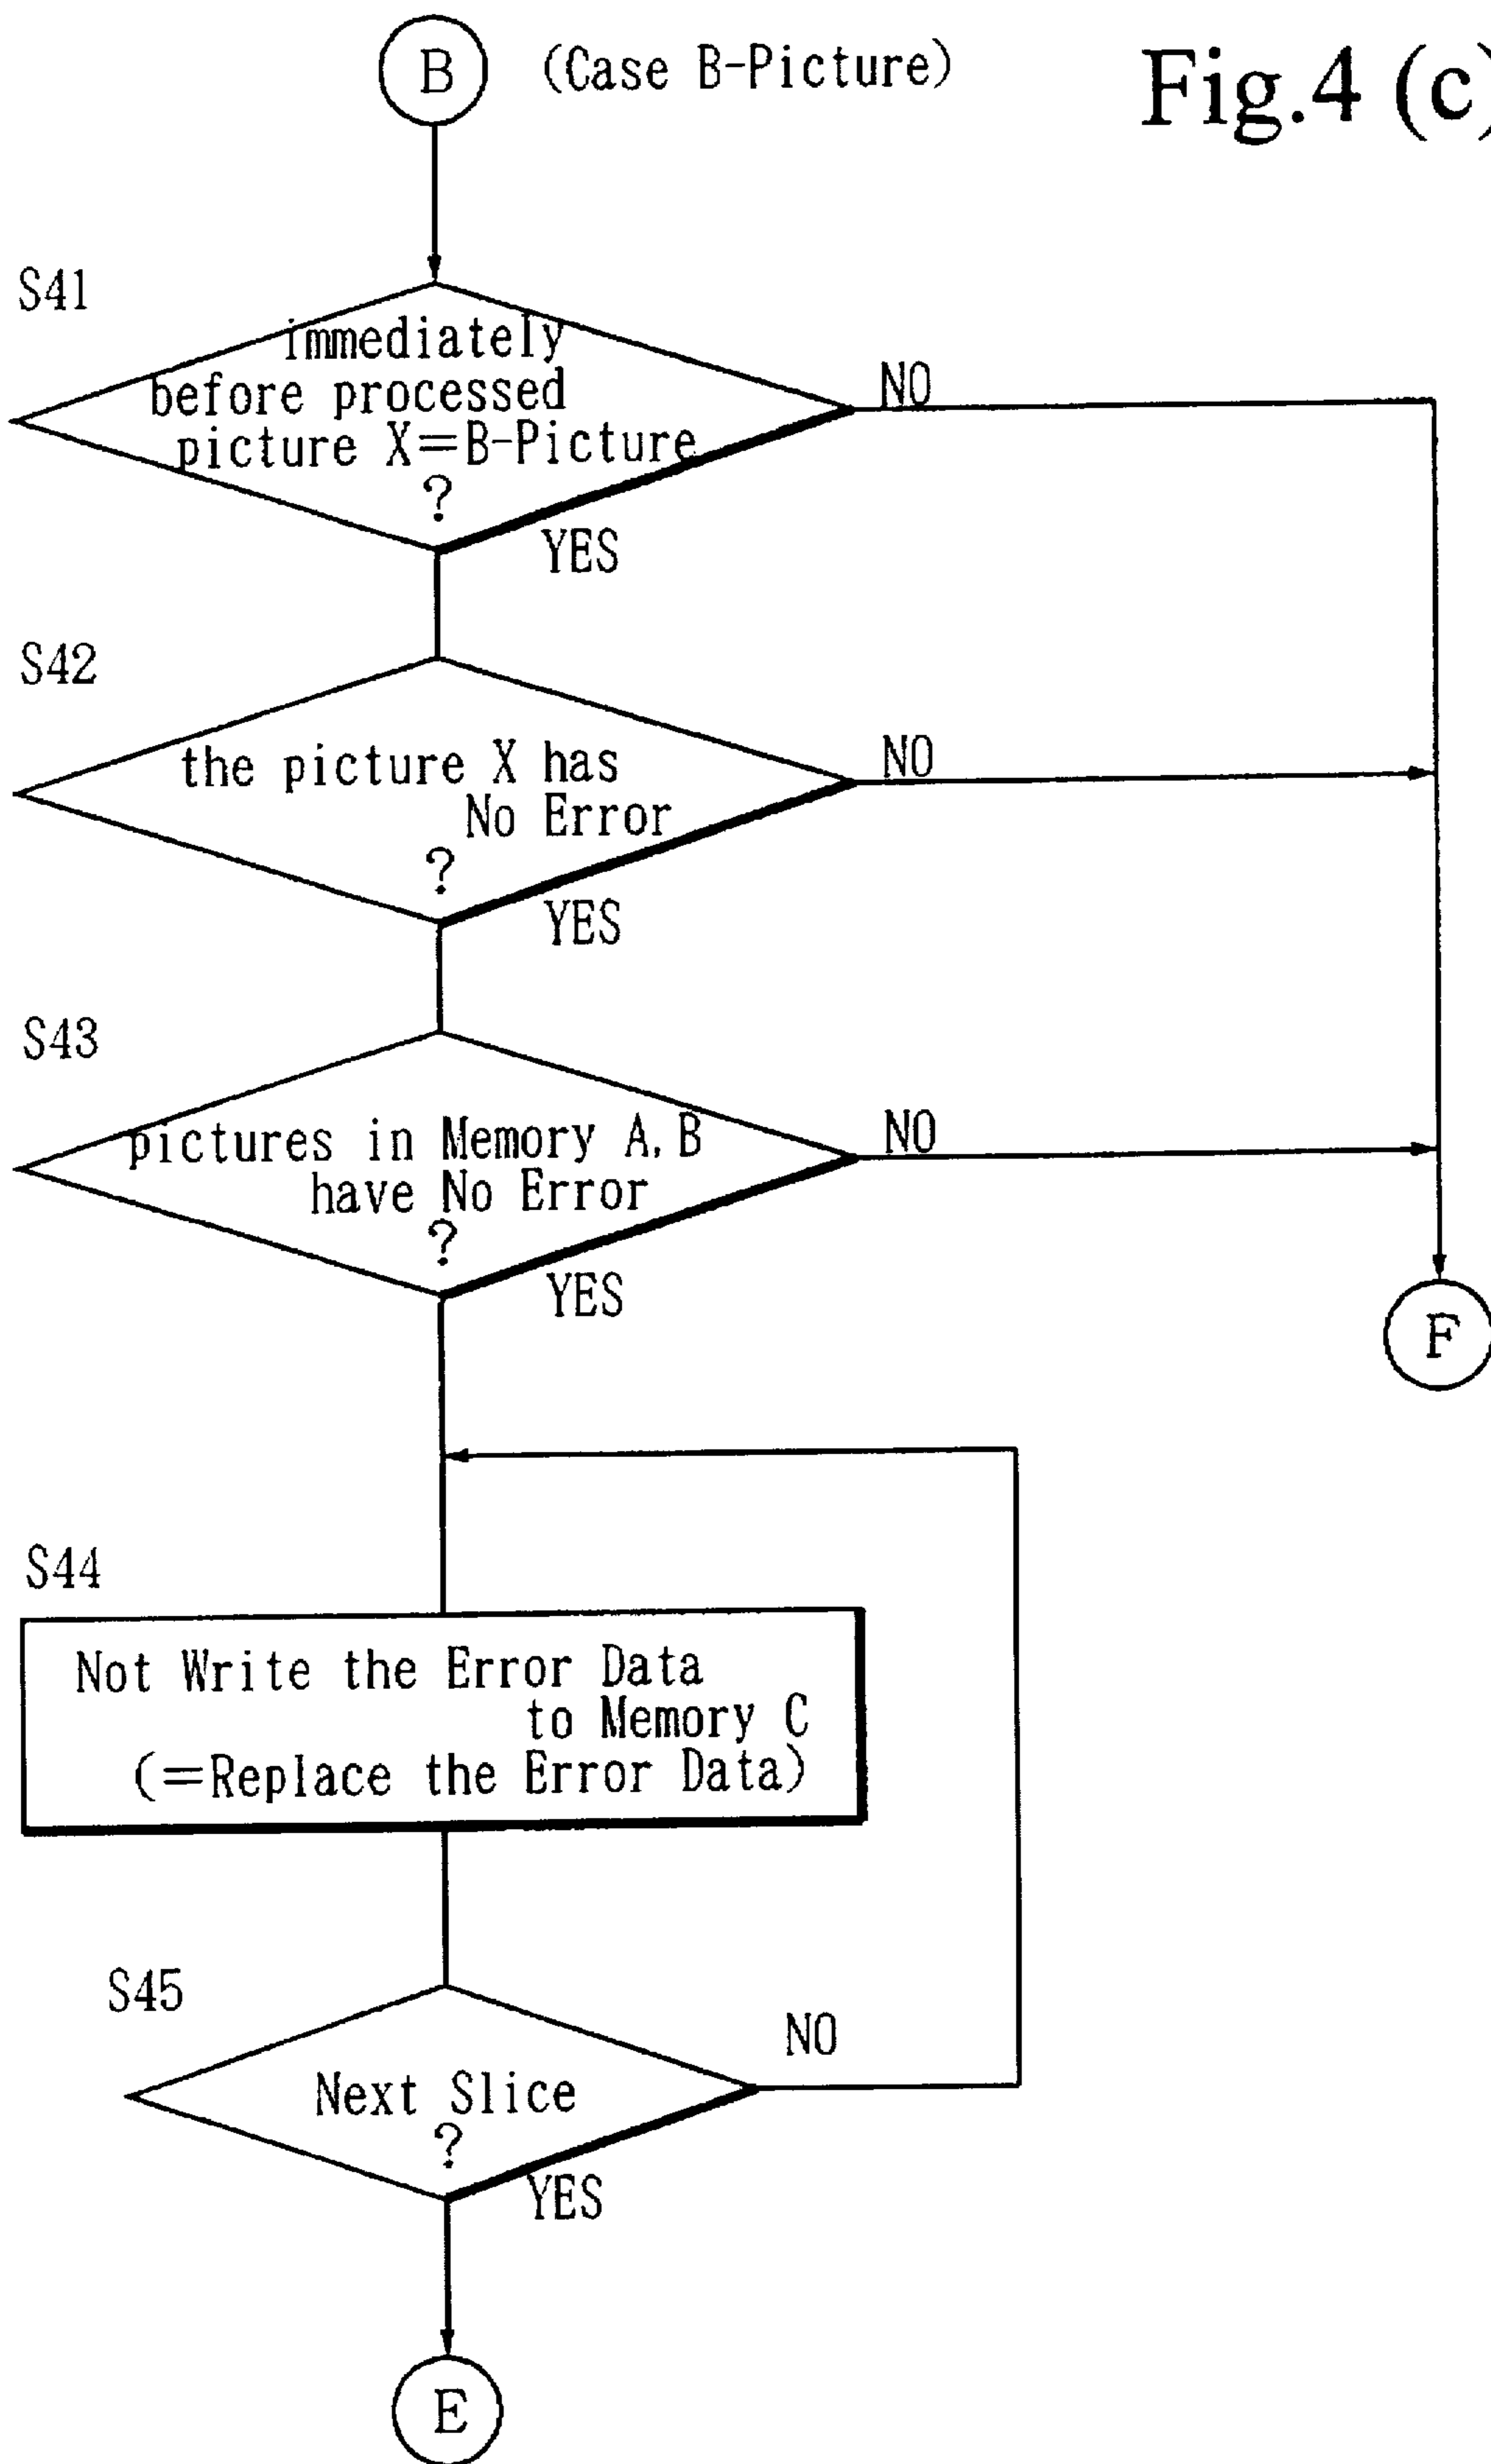 B (Case B-Picture) Fig.4 (c)
S41
immediately
before processed
picture X=B-Picture
?
NO
YES
S42
the picture X has
No Error
?
NO
YES
S43
pictures in Memory A,B
have No Error
?
NO
YES
F
S44
Not Write the Error Data
to Memory C
(=Replace the Error Data)
S45
Next Slice
?
NO
YES
E